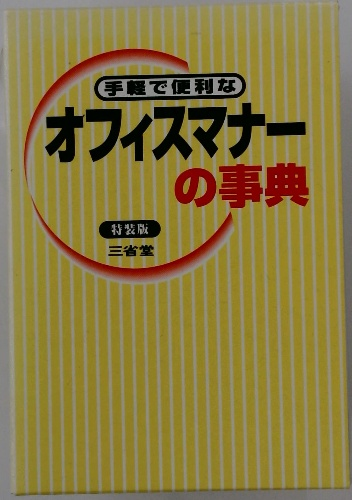 手軽で便利な
オフィスマナー
の事典
特装版
三省堂